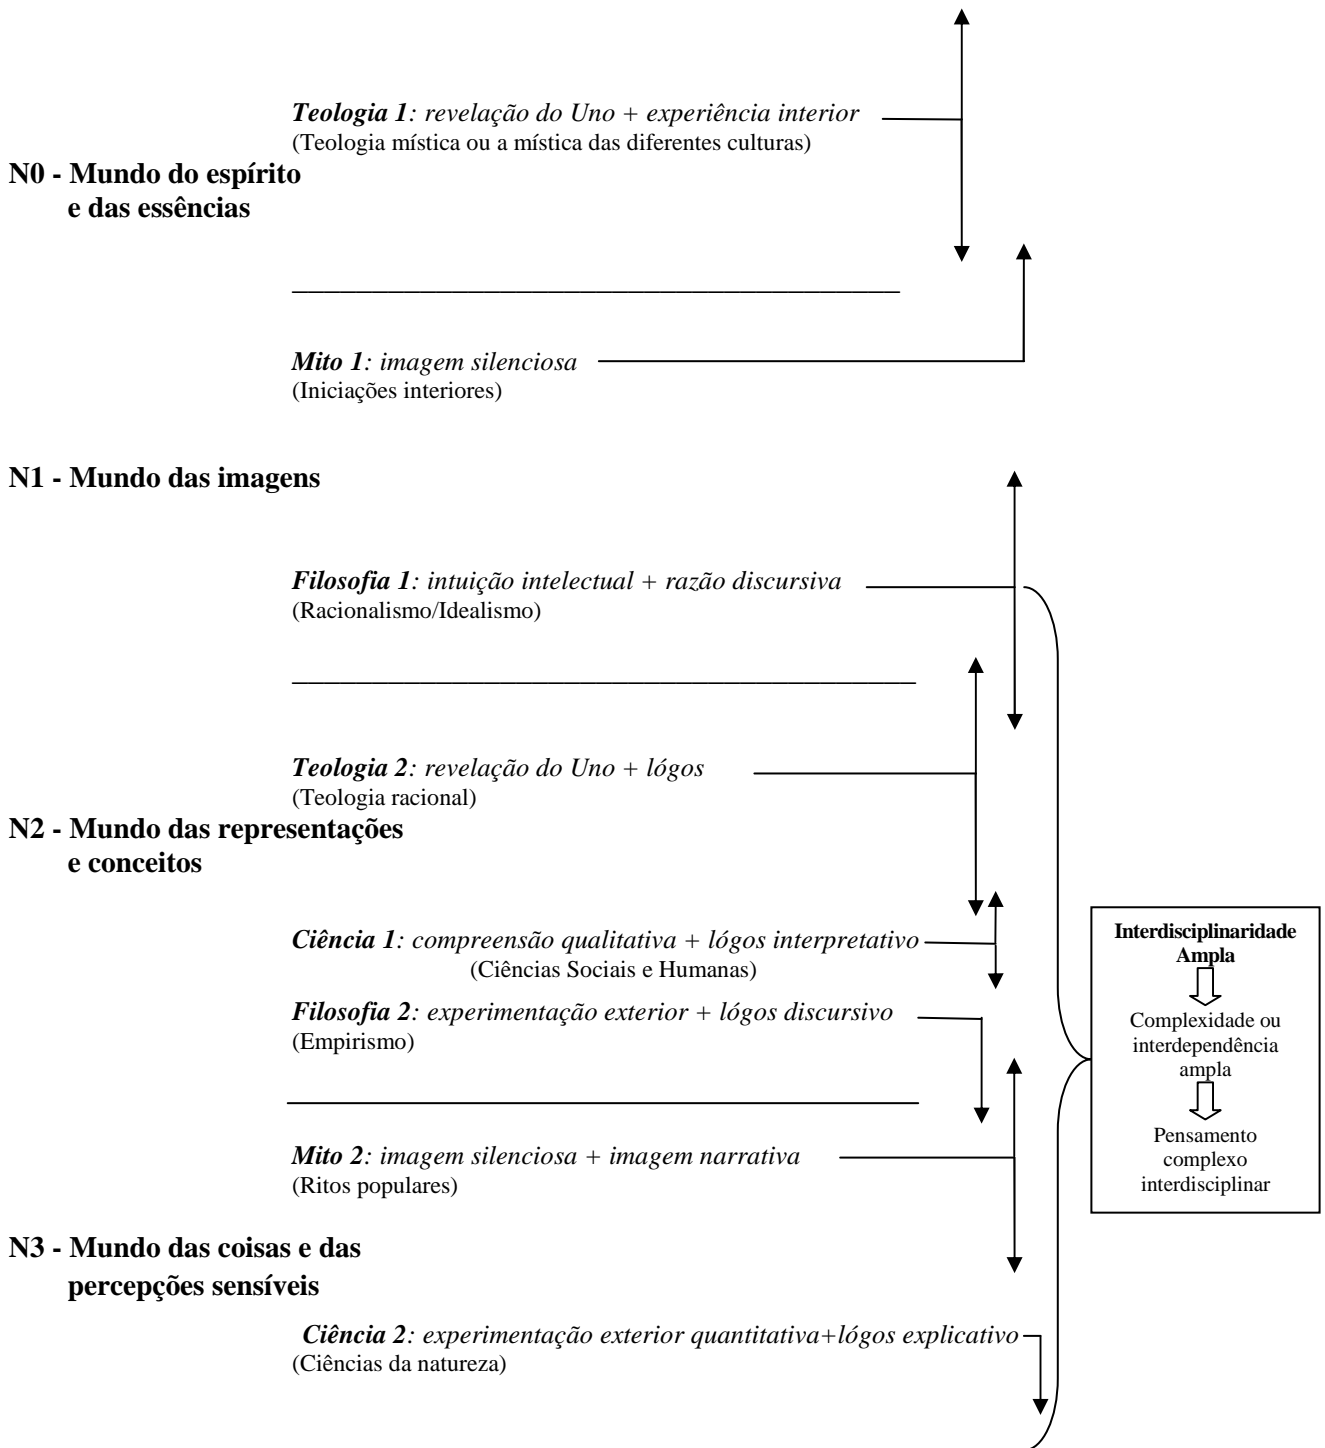 Teologia 1: revelação do Uno + experiência interior
(Teologia mística ou a mística das diferentes culturas)
N0 - Mundo do espírito
e das essências
Mito 1: imagem silenciosa
(Iniciações interiores)
N1 - Mundo das imagens
Filosofia 1: intuição intelectual + razão discursiva
(Racionalismo/Idealismo)
Teologia 2: revelação do Uno + lógos
(Teologia racional)
N2 - Mundo das representações
e conceitos
Ciência 1: compreensão qualitativa + lógos interpretativo
(Ciências Sociais e Humanas)
Filosofia 2: experimentação exterior + lógos discursivo
(Empirismo)
Mito 2: imagem silenciosa + imagem narrativa
(Ritos populares)
N3 - Mundo das coisas e das
percepções sensíveis
Ciência 2: experimentação exterior quantitativa+lógos explicativo
(Ciências da natureza)
Interdisciplinaridade
Ampla
Complexidade ou
interdependência
ampla
Pensamento
complexo
interdisciplinar